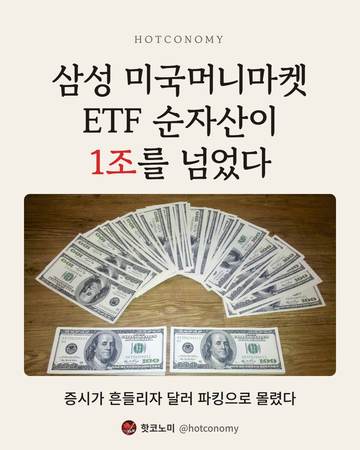 HOTCONOMY
삼성 미국머니마켓
ETF 순자산이
1조를 넘었다
증시가 흔들리자 달러 파킹으로 몰렸다
핫코노미 @hotconomy